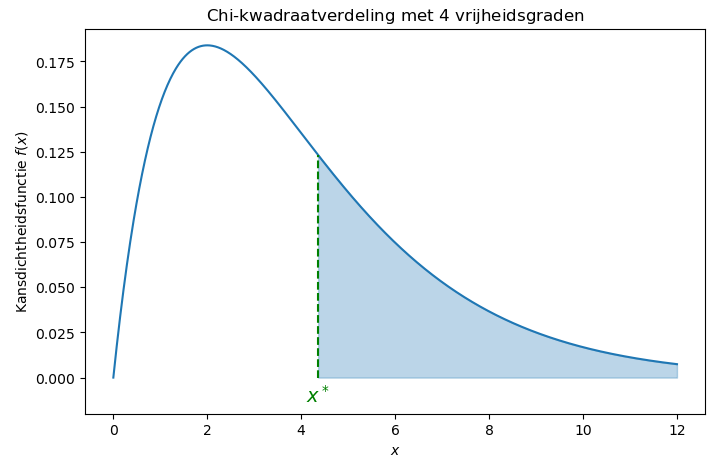 Chi-kwadraatverdeling met 4 vrijheidsgraden
Kansdichtheidsfunctie f(x)
0.175
0.150
0.125
0.100
0.075
0.050
0.025
0.000
x*
0 2 4 6 8 10 12
x